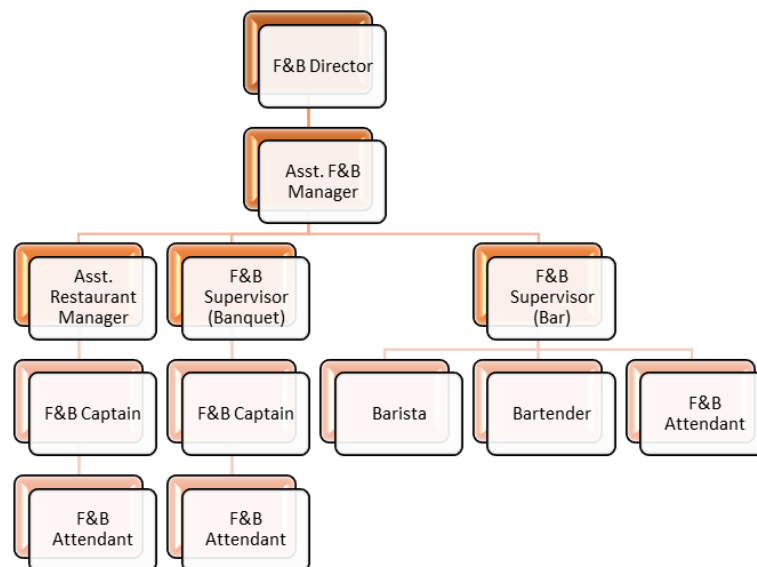 F&B Director
Asst. F&B
Manager
Asst.
Restaurant
Manager
F&B
Supervisor
(Banquet)
F&B
Supervisor
(Bar)
F&B Captain
F&B Captain
Barista
Bartender
F&B
Attendant
F&B
Attendant
F&B
Attendant